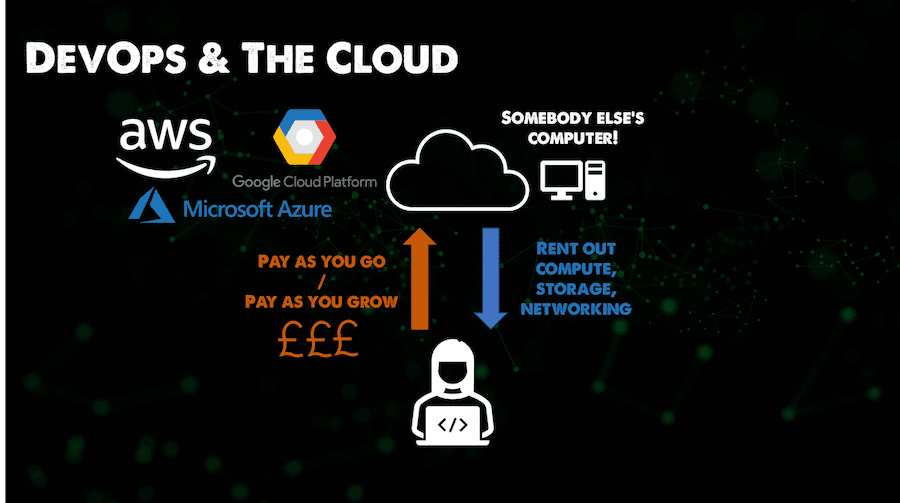 DevOps & The Cloud
aws
Google Cloud Platform
Microsoft Azure
Somebody else's
computer!
Pay as you go
/
Pay as you grow
£££
Rent out
compute,
storage,
networking
</>